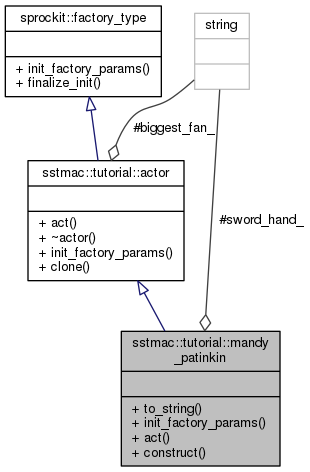 sprockit::factory_type
+ init_factory_params()
+ finalize_init()
string
#biggest_fan_
sstmac::tutorial::actor
+ act()
+ ~actor()
+ init_factory_params()
+ clone()
#sword_hand_
sstmac::tutorial::mandy
_patinkin
+ to_string()
+ init_factory_params()
+ act()
+ construct()